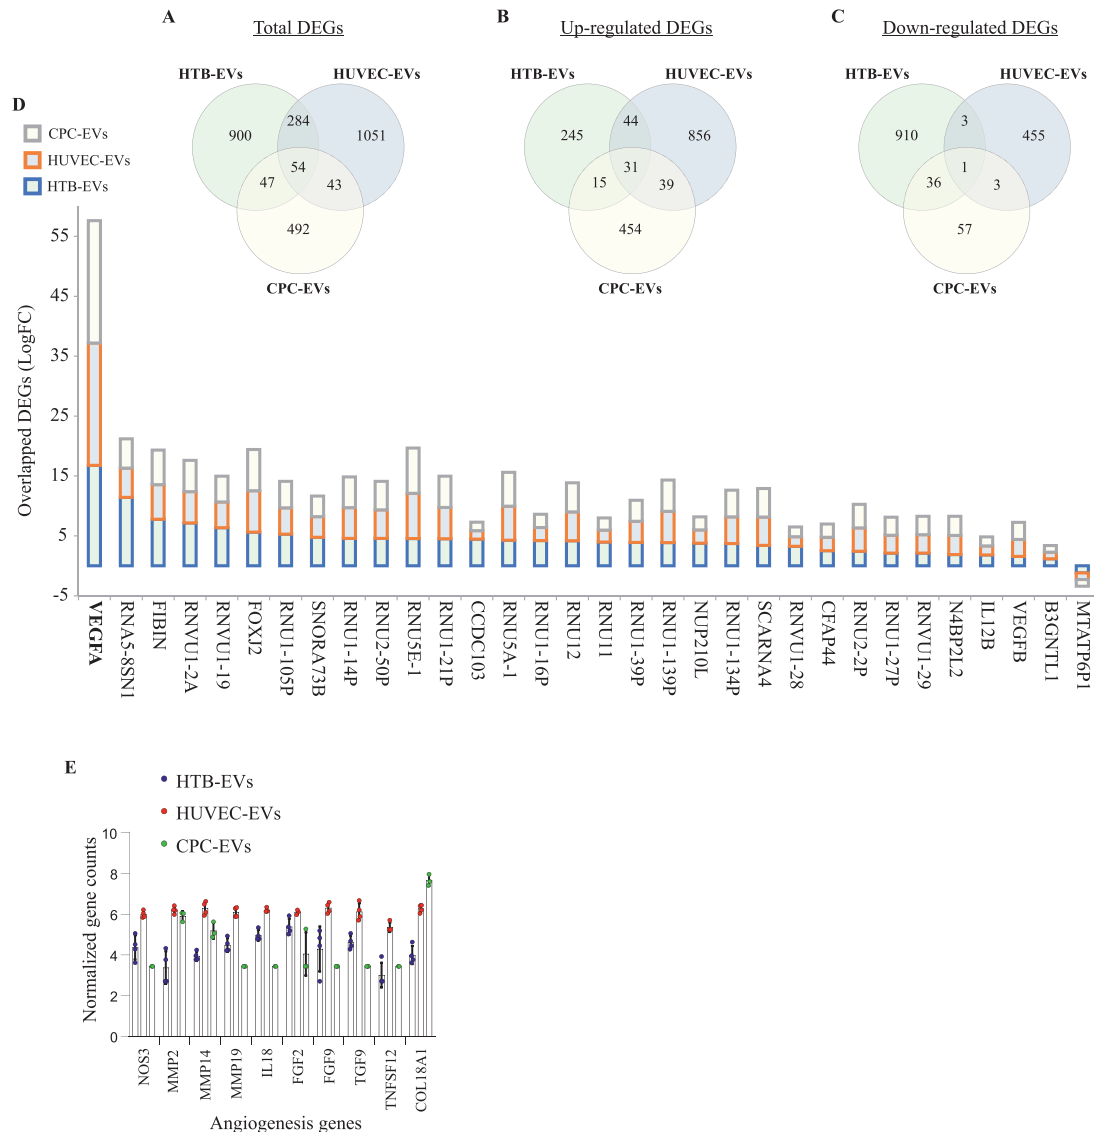 A
Total DEGs
HTB-EVs
HUVEC-EVs
900
284
1051
54
47
43
492
CPC-EVs
B
Up-regulated DEGs
HTB-EVs
HUVEC-EVs
245
44
856
31
15
39
454
CPC-EVs
C
Down-regulated DEGs
HTB-EVs
HUVEC-EVs
910
3
455
1
36
3
57
CPC-EVs
D
CPC-EVs
HUVEC-EVs
HTB-EVs
Overlapped DEGs (LogFC)
55
45
35
25
15
5
-5
VEGFA
RNA5-8SN1
FIBIN
RNVU1-2A
RNVU1-19
FOXJ2
RNU1-105P
SNORA73B
RNU1-14P
RNU2-50P
RNU5E-1
RNU1-21P
CCDC103
RNU5A-1
RNU1-16P
RNU12
RNU11
RNU1-39P
RNU1-139P
NUP210L
RNU1-134P
SCARNA4
RNVU1-28
CFAP44
RNU2-2P
RNU1-27P
RNVU1-29
N4BP2L2
IL12B
VEGFB
B3GNTL1
MTATP6P1
E
HTB-EVs
HUVEC-EVs
CPC-EVs
Normalized gene counts
10
8
6
4
2
0
NOS3
MMP2
MMP14
MMP19
IL18
FGF2
FGF9
TGF9
TNFSF12
COL18A1
Angiogenesis genes